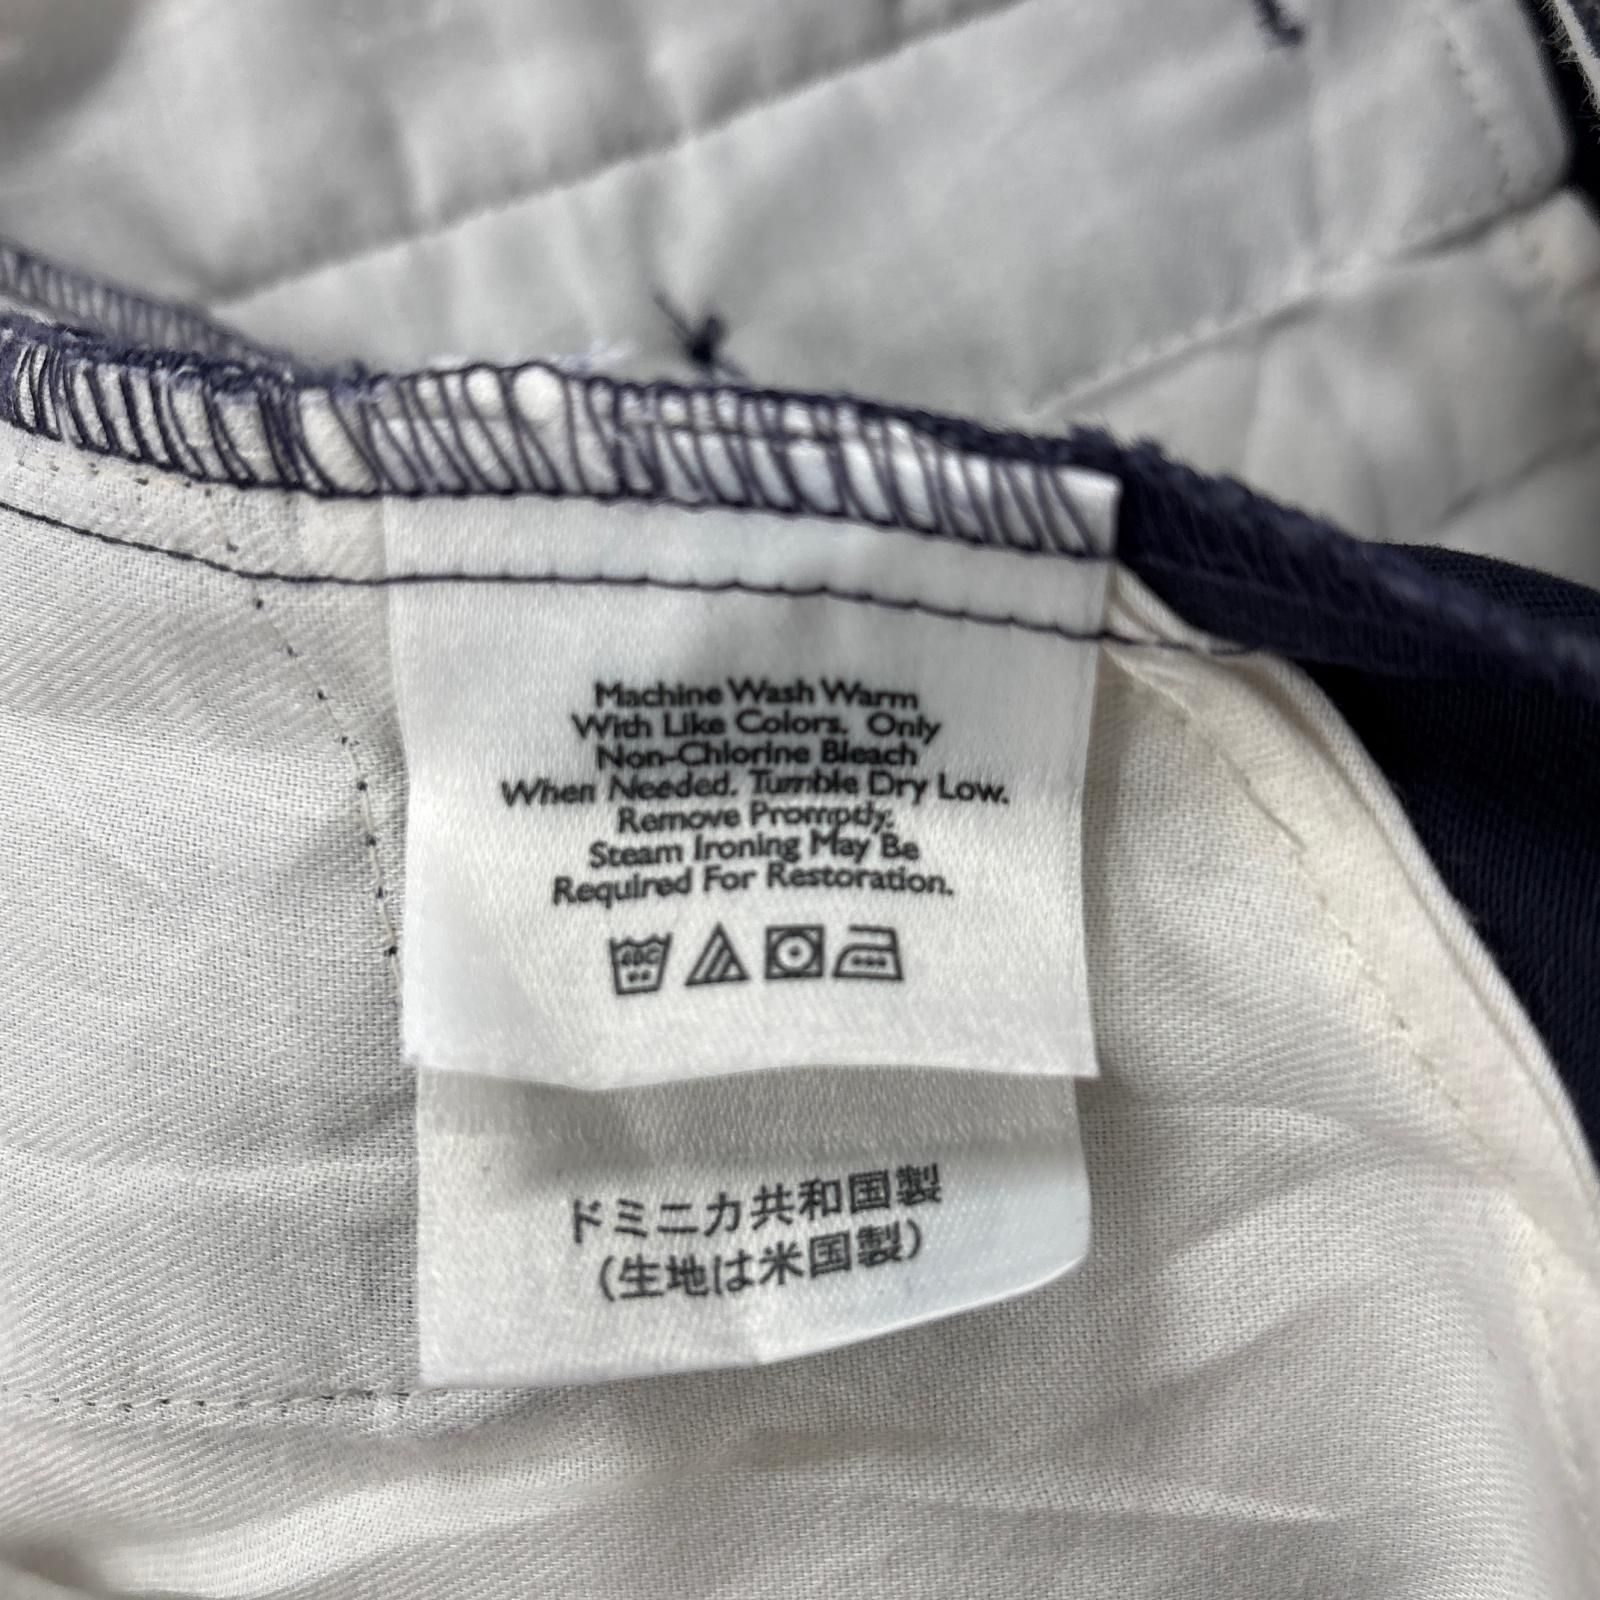 Machine Wash Warm
With Like Colors. Only
Non-Chlorine Bleach
When Needed. Tumble Dry Low.
Remove Promptly.
Steam Ironing May Be
Required For Restoration.
40C
ドミニカ共和国製
(生地は米国製)